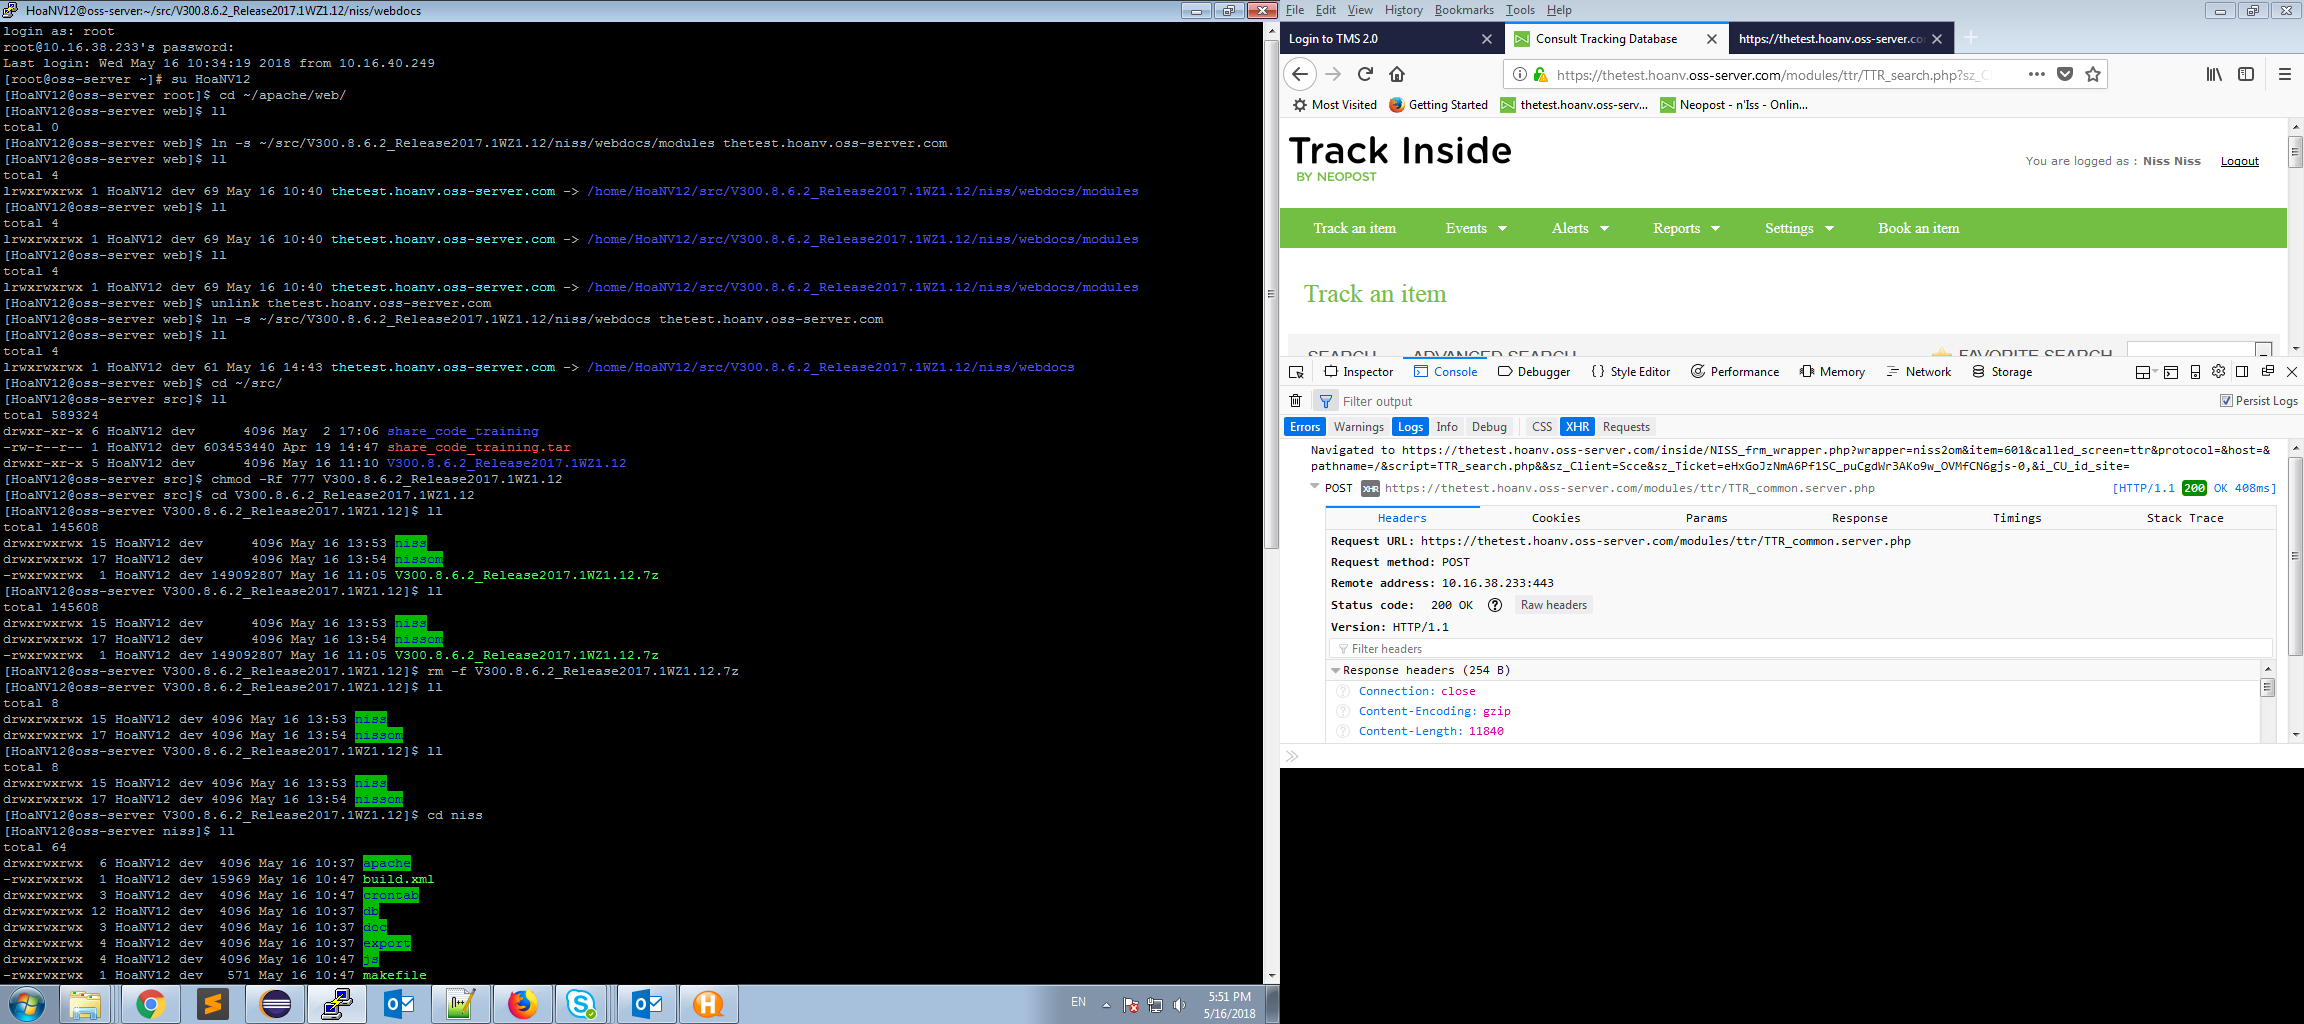 HoaNV12@oss-server:~/src/V300.8.6.2_Release2017.1WZ1.12/niss/webdocs
login as: root
root@10.16.38.233's password:
Last login: Wed May 16 10:34:19 2018 from 10.16.40.249
[root@oss-server ~]# su HoaNV12
[HoaNV12@oss-server root]$ cd ~/apache/web/
[HoaNV12@oss-server web]$ ll
total 0
[HoaNV12@oss-server web]$ ln -s ~/src/V300.8.6.2_Release2017.1WZ1.12/niss/webdocs/modules thetest.hoanv.oss-server.com
[HoaNV12@oss-server web]$ ll
total 4
lrwxrwxrwx 1 HoaNV12 dev 69 May 16 10:40 thetest.hoanv.oss-server.com -> /home/HoaNV12/src/V300.8.6.2_Release2017.1WZ1.12/niss/webdocs/modules
[HoaNV12@oss-server web]$ ll
total 4
lrwxrwxrwx 1 HoaNV12 dev 69 May 16 10:40 thetest.hoanv.oss-server.com -> /home/HoaNV12/src/V300.8.6.2_Release2017.1WZ1.12/niss/webdocs/modules
[HoaNV12@oss-server web]$ ll
total 4
lrwxrwxrwx 1 HoaNV12 dev 69 May 16 10:40 thetest.hoanv.oss-server.com -> /home/HoaNV12/src/V300.8.6.2_Release2017.1WZ1.12/niss/webdocs/modules
[HoaNV12@oss-server web]$ unlink thetest.hoanv.oss-server.com
[HoaNV12@oss-server web]$ ln -s ~/src/V300.8.6.2_Release2017.1WZ1.12/niss/webdocs thetest.hoanv.oss-server.com
[HoaNV12@oss-server web]$ ll
total 4
lrwxrwxrwx 1 HoaNV12 dev 61 May 16 14:43 thetest.hoanv.oss-server.com -> /home/HoaNV12/src/V300.8.6.2_Release2017.1WZ1.12/niss/webdocs
[HoaNV12@oss-server web]$ cd ~/src/
[HoaNV12@oss-server src]$ ll
total 589324
drwxr-xr-x 6 HoaNV12 dev      4096 May  2 17:06 share_code_training
-rw-r--r-- 1 HoaNV12 dev 603453440 Apr 19 14:47 share_code_training.tar
drwxr-xr-x 5 HoaNV12 dev      4096 May 16 11:10 V300.8.6.2_Release2017.1WZ1.12
[HoaNV12@oss-server src]$ chmod -Rf 777 V300.8.6.2_Release2017.1WZ1.12
[HoaNV12@oss-server src]$ cd V300.8.6.2_Release2017.1WZ1.12
[HoaNV12@oss-server V300.8.6.2_Release2017.1WZ1.12]$ ll
total 145608
drwxrwxrwx 15 HoaNV12 dev      4096 May 16 13:53 niss
drwxrwxrwx 17 HoaNV12 dev      4096 May 16 13:54 nissom
-rwxrwxrwx  1 HoaNV12 dev 149092807 May 16 11:05 V300.8.6.2_Release2017.1WZ1.12.7z
[HoaNV12@oss-server V300.8.6.2_Release2017.1WZ1.12]$ ll
total 145608
drwxrwxrwx 15 HoaNV12 dev      4096 May 16 13:53 niss
drwxrwxrwx 17 HoaNV12 dev      4096 May 16 13:54 nissom
-rwxrwxrwx  1 HoaNV12 dev 149092807 May 16 11:05 V300.8.6.2_Release2017.1WZ1.12.7z
[HoaNV12@oss-server V300.8.6.2_Release2017.1WZ1.12]$ rm -f V300.8.6.2_Release2017.1WZ1.12.7z
[HoaNV12@oss-server V300.8.6.2_Release2017.1WZ1.12]$ ll
total 8
drwxrwxrwx 15 HoaNV12 dev 4096 May 16 13:53 niss
drwxrwxrwx 17 HoaNV12 dev 4096 May 16 13:54 nissom
[HoaNV12@oss-server V300.8.6.2_Release2017.1WZ1.12]$ ll
total 8
drwxrwxrwx 15 HoaNV12 dev 4096 May 16 13:53 niss
drwxrwxrwx 17 HoaNV12 dev 4096 May 16 13:54 nissom
[HoaNV12@oss-server V300.8.6.2_Release2017.1WZ1.12]$ cd niss
[HoaNV12@oss-server niss]$ ll
total 64
drwxrwxrwx  6 HoaNV12 dev  4096 May 16 10:37 apache
-rwxrwxrwx  1 HoaNV12 dev 15969 May 16 10:47 build.xml
drwxrwxrwx  3 HoaNV12 dev  4096 May 16 10:47 crontab
drwxrwxrwx 12 HoaNV12 dev  4096 May 16 10:37 db
drwxrwxrwx  3 HoaNV12 dev  4096 May 16 10:37 doc
drwxrwxrwx  4 HoaNV12 dev  4096 May 16 10:37 export
drwxrwxrwx  4 HoaNV12 dev  4096 May 16 10:47 js
-rwxrwxrwx  1 HoaNV12 dev   571 May 16 10:47 makefile
EN
5:51 PM
5/16/2018
File Edit View History Bookmarks Tools Help
Login to TMS 2.0
Consult Tracking Database
https://thetest.hoanv.oss-server.co
https://thetest.hoanv.oss-server.com/modules/ttr/TTR_search.php?sz_C
Most Visited Getting Started thetest.hoanv.oss-serv... Neopost - n'Iss - Onlin...
Track Inside
BY NEOPOST
You are logged as : Niss Niss Logout
Track an item Events Alerts Reports Settings Book an item
Track an item
SEARCH ADVANCED SEARCH FAVORITE SEARCH
Inspector Console Debugger {} Style Editor Performance Memory Network Storage
Filter output
Persist Logs
Errors Warnings Logs Info Debug CSS XHR Requests
Navigated to https://thetest.hoanv.oss-server.com/inside/NISS_frm_wrapper.php?wrapper=niss2om&item=601&called_screen=ttr&protocol=&host=&
pathname=/&script=TTR_search.php&&sz_Client=Scce&sz_Ticket=eHxGoJzNmA6Pf1SC_puCgdWr3AKo9w_OVMfCN6gjs-0,&i_CU_id_site=
POST XHR https://thetest.hoanv.oss-server.com/modules/ttr/TTR_common.server.php [HTTP/1.1 200 OK 408ms]
Headers Cookies Params Response Timings Stack Trace
Request URL: https://thetest.hoanv.oss-server.com/modules/ttr/TTR_common.server.php
Request method: POST
Remote address: 10.16.38.233:443
Status code: 200 OK ? Raw headers
Version: HTTP/1.1
Filter headers
Response headers (254 B)
Connection: close
Content-Encoding: gzip
Content-Length: 11840